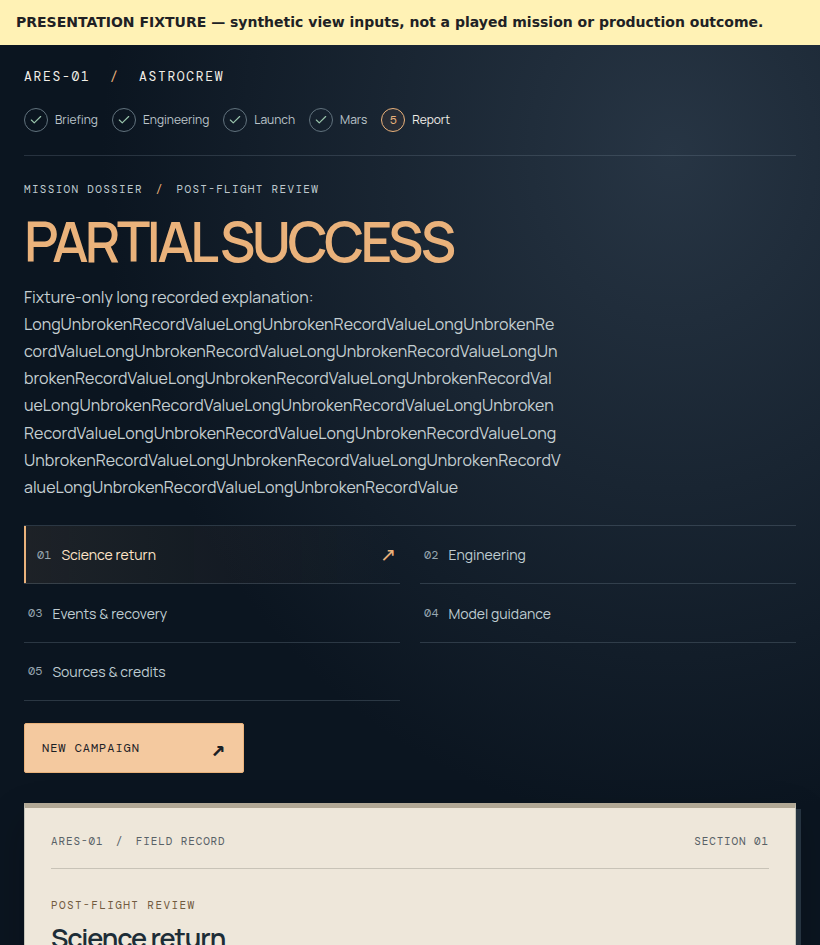 PRESENTATION FIXTURE — synthetic view inputs, not a played mission or production outcome.
ARES-01 / ASTROCREW
Briefing Engineering Launch Mars 5 Report
MISSION DOSSIER / POST-FLIGHT REVIEW
PARTIAL SUCCESS
Fixture-only long recorded explanation:
LongUnbrokenRecordValueLongUnbrokenRecordValueLongUnbrokenRe
cordValueLongUnbrokenRecordValueLongUnbrokenRecordValueLongUn
brokenRecordValueLongUnbrokenRecordValueLongUnbrokenRecordVal
ueLongUnbrokenRecordValueLongUnbrokenRecordValueLongUnbroken
RecordValueLongUnbrokenRecordValueLongUnbrokenRecordValueLong
UnbrokenRecordValueLongUnbrokenRecordValueLongUnbrokenRecordV
alueLongUnbrokenRecordValueLongUnbrokenRecordValue
01 Science return ↗
02 Engineering
03 Events & recovery
04 Model guidance
05 Sources & credits
NEW CAMPAIGN ↗
ARES-01 / FIELD RECORD
SECTION 01
POST-FLIGHT REVIEW
Science return